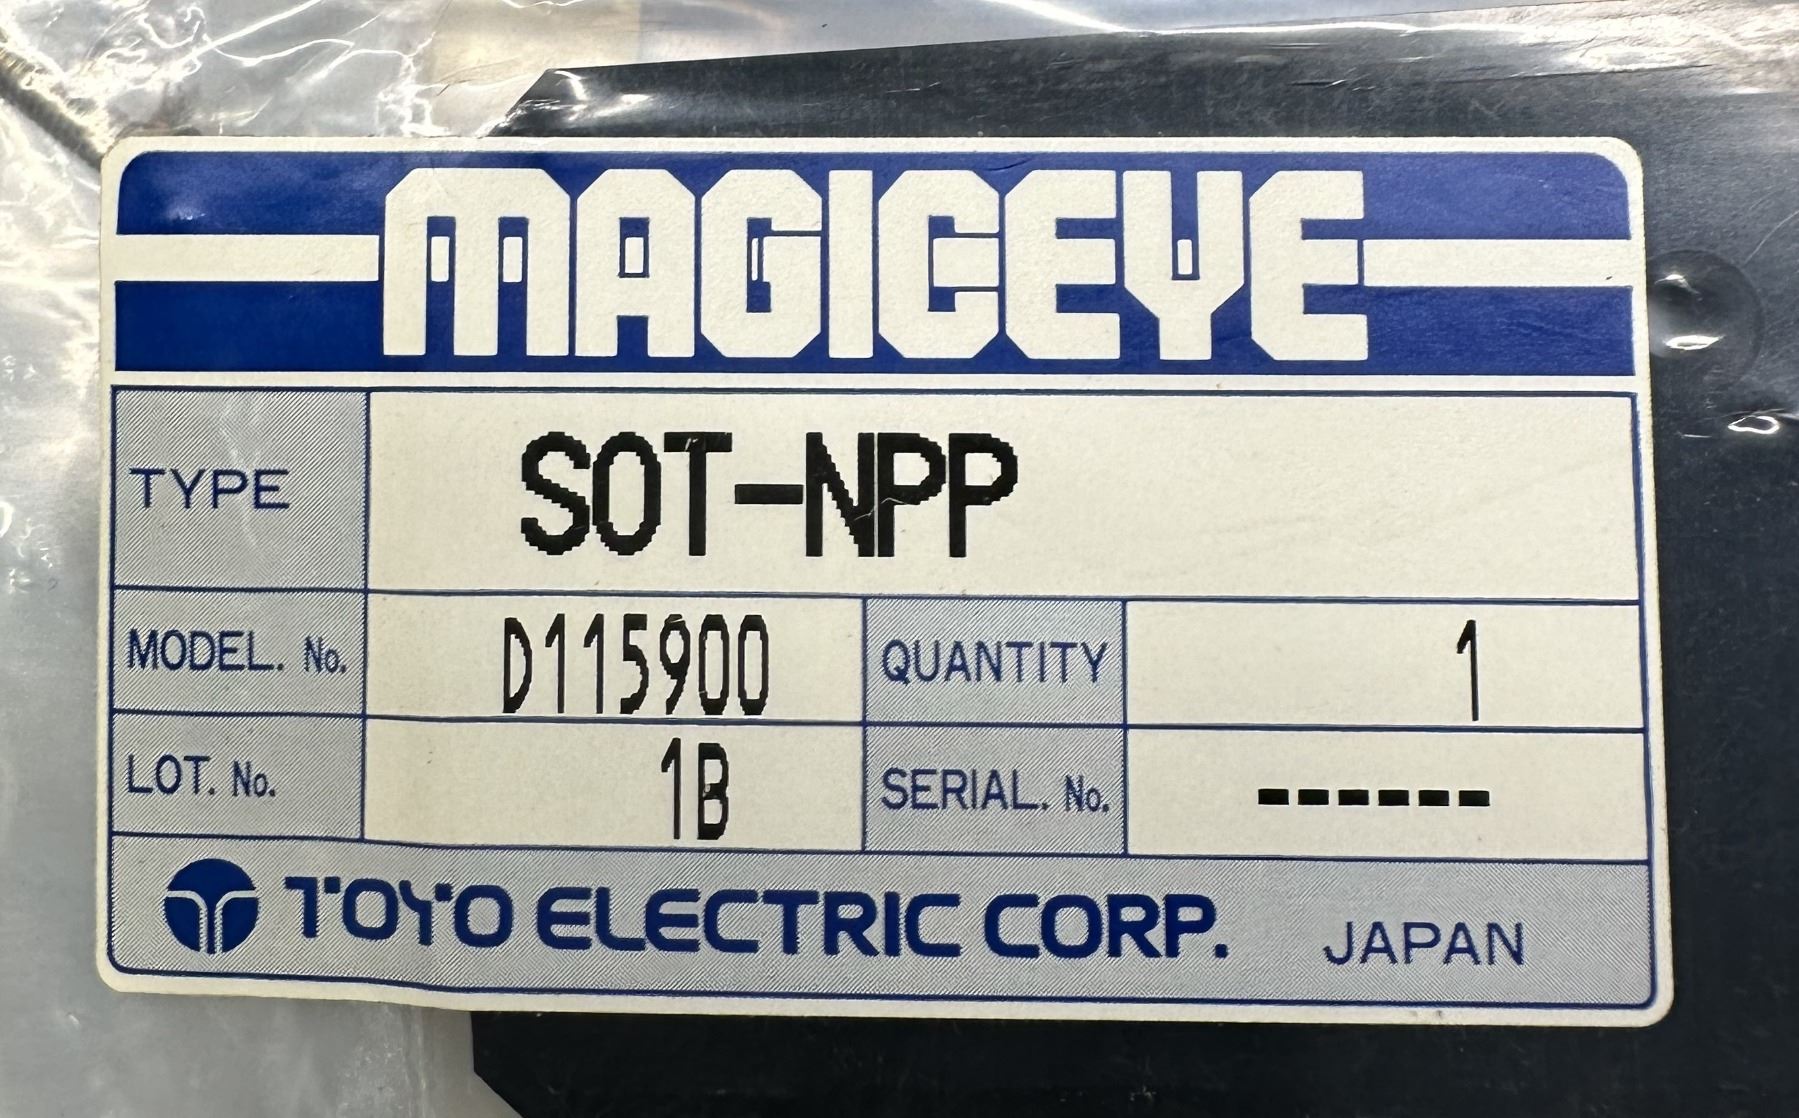 MAGICEYE
TYPE SOT-NPP
MODEL. No. D115900 QUANTITY 1
LOT. No. 1B SERIAL. No. ------
TOYO ELECTRIC CORP. JAPAN